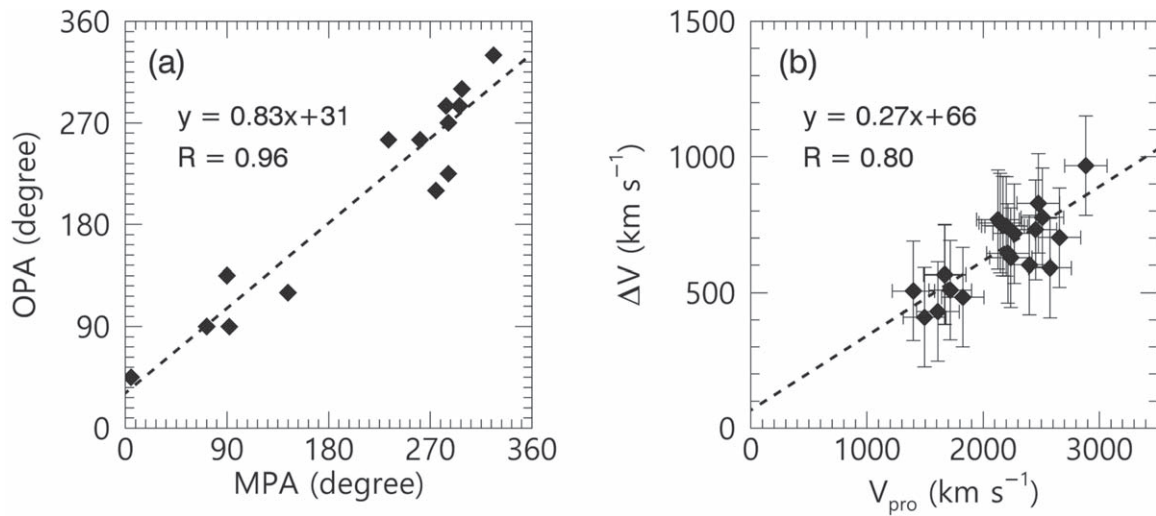 (a)
y = 0.83x+31
R = 0.96
360
270
180
90
0
OPA (degree)
0 90 180 270 360
MPA (degree)
(b)
y = 0.27x+66
R = 0.80
1500
1000
500
0
ΔV (km s⁻¹)
0 1000 2000 3000
V_pro (km s⁻¹)